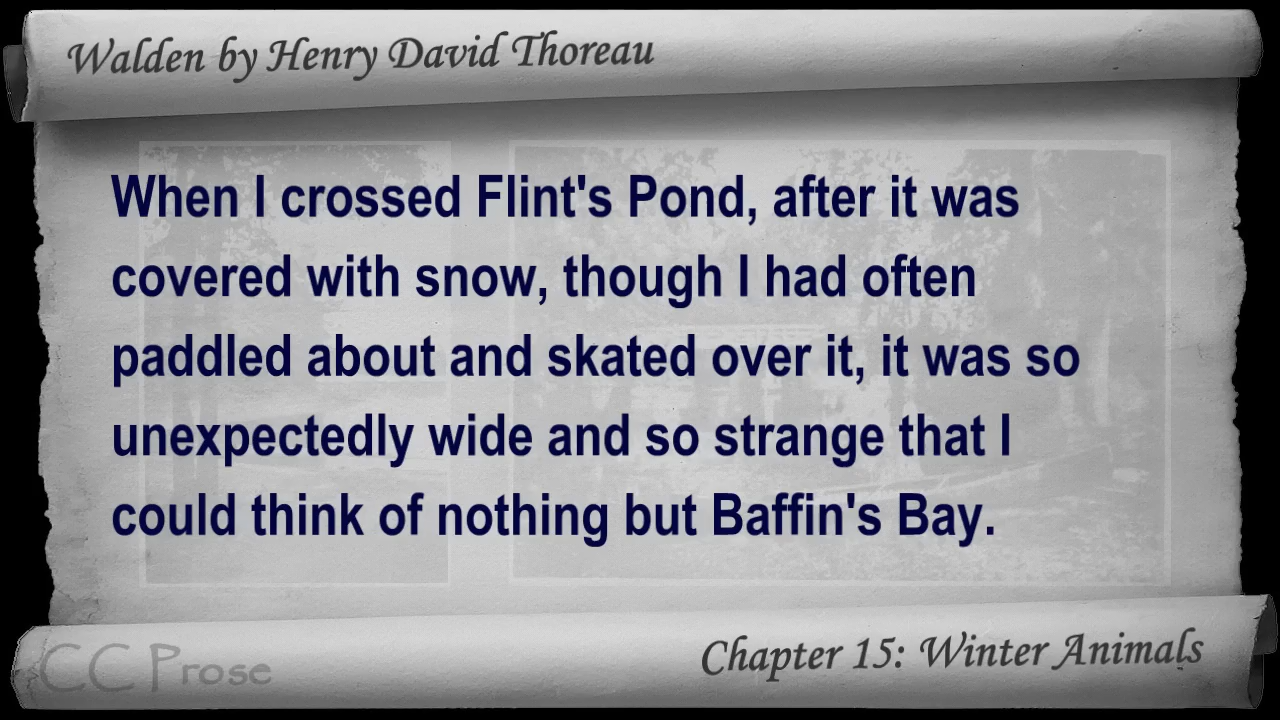 Walden by Henry David Thoreau
When I crossed Flint's Pond, after it was
covered with snow, though I had often
paddled about and skated over it, it was so
unexpectedly wide and so strange that I
could think of nothing but Baffin's Bay.
CC Prose
Chapter 15: Winter Animals